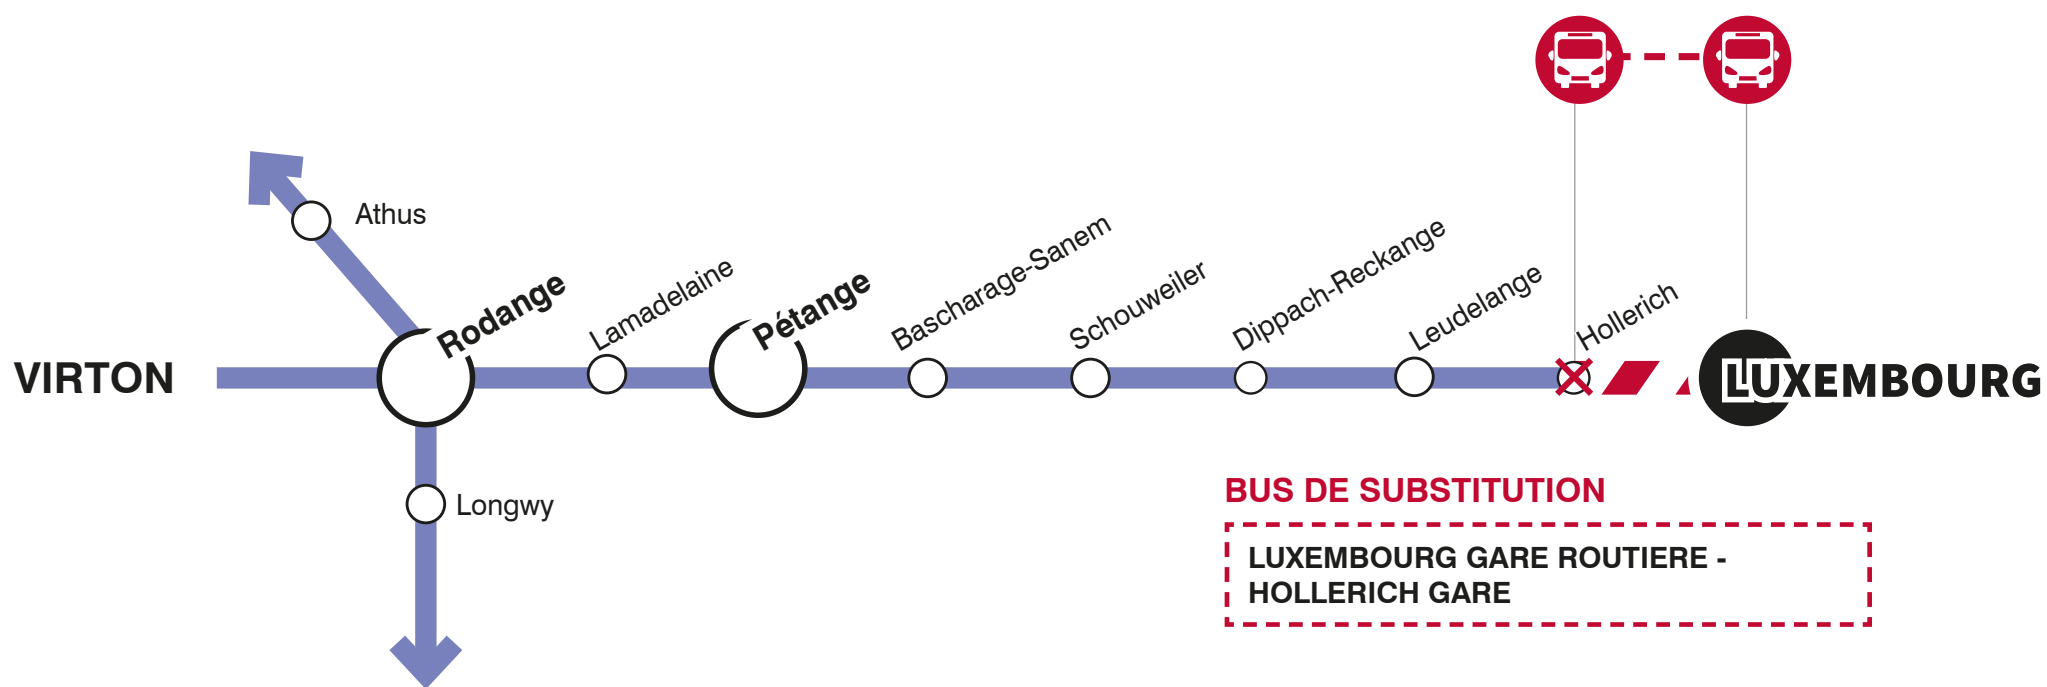 Athus
VIRTON
Rodange
Lamadelaine
Pétange
Bascharage-Sanem
Schouweiler
Dippach-Reckange
Leudelange
Hollerich
LUXEMBOURG
Longwy
BUS DE SUBSTITUTION
LUXEMBOURG GARE ROUTIERE -
HOLLERICH GARE